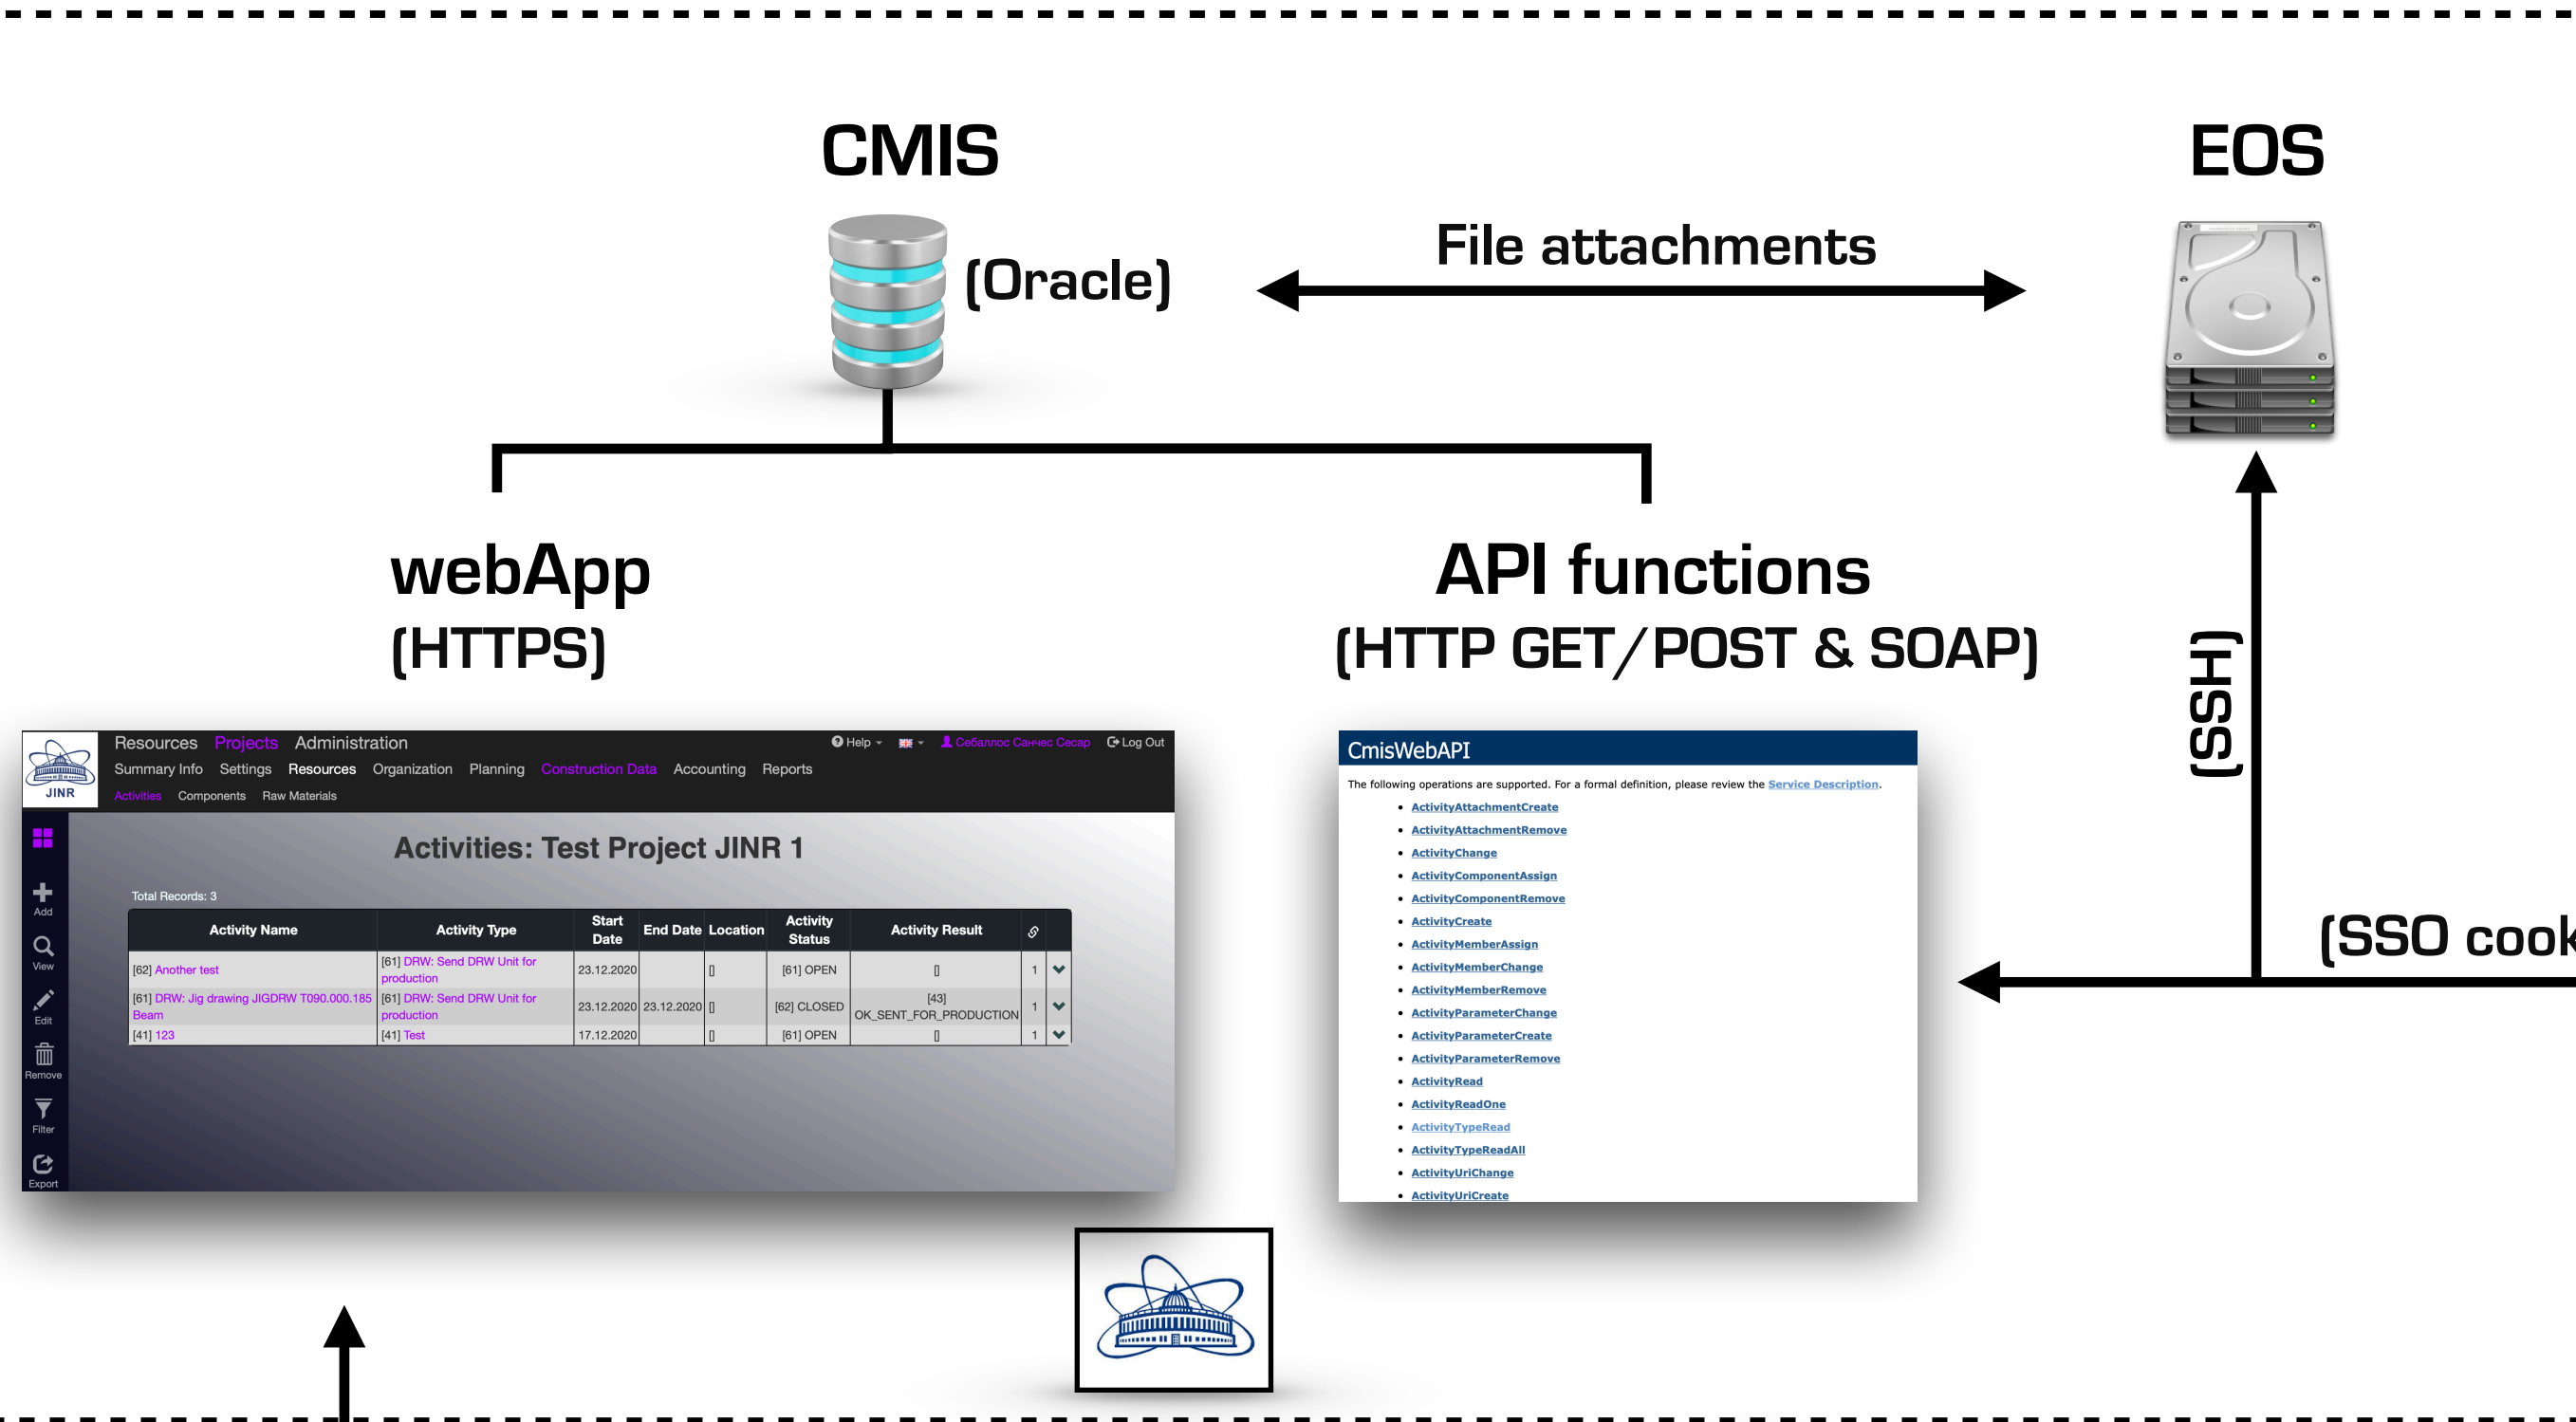 CMIS
EOS
(Oracle)
File attachments
webApp
(HTTPS)
API functions
(HTTP GET/POST & SOAP)
(SSH)
(SSO
JINR
Resources Projects Administration
Help
Себаллос Санчес Сесар
Log Out
Summary Info Settings Resources Organization Planning Construction Data Accounting Reports
Activities Components Raw Materials
Add
View
Edit
Remove
Filter
Export
Activities: Test Project JINR 1
Total Records: 3
Activity Name Activity Type Start Date End Date Location Activity Status Activity Result
[62] Another test [61] DRW: Send DRW Unit for production 23.12.2020 [] [61] OPEN [] 1
[61] DRW: Jig drawing JIGDRW T090.000.185 Beam [61] DRW: Send DRW Unit for production 23.12.2020 23.12.2020 [] [62] CLOSED [43] OK_SENT_FOR_PRODUCTION 1
[41] 123 [41] Test 17.12.2020 [] [61] OPEN [] 1
CmisWebAPI
The following operations are supported. For a formal definition, please review the Service Description.
• ActivityAttachmentCreate
• ActivityAttachmentRemove
• ActivityChange
• ActivityComponentAssign
• ActivityComponentRemove
• ActivityCreate
• ActivityMemberAssign
• ActivityMemberChange
• ActivityMemberRemove
• ActivityParameterChange
• ActivityParameterCreate
• ActivityParameterRemove
• ActivityRead
• ActivityReadOne
• ActivityTypeRead
• ActivityTypeReadAll
• ActivityUriChange
• ActivityUriCreate